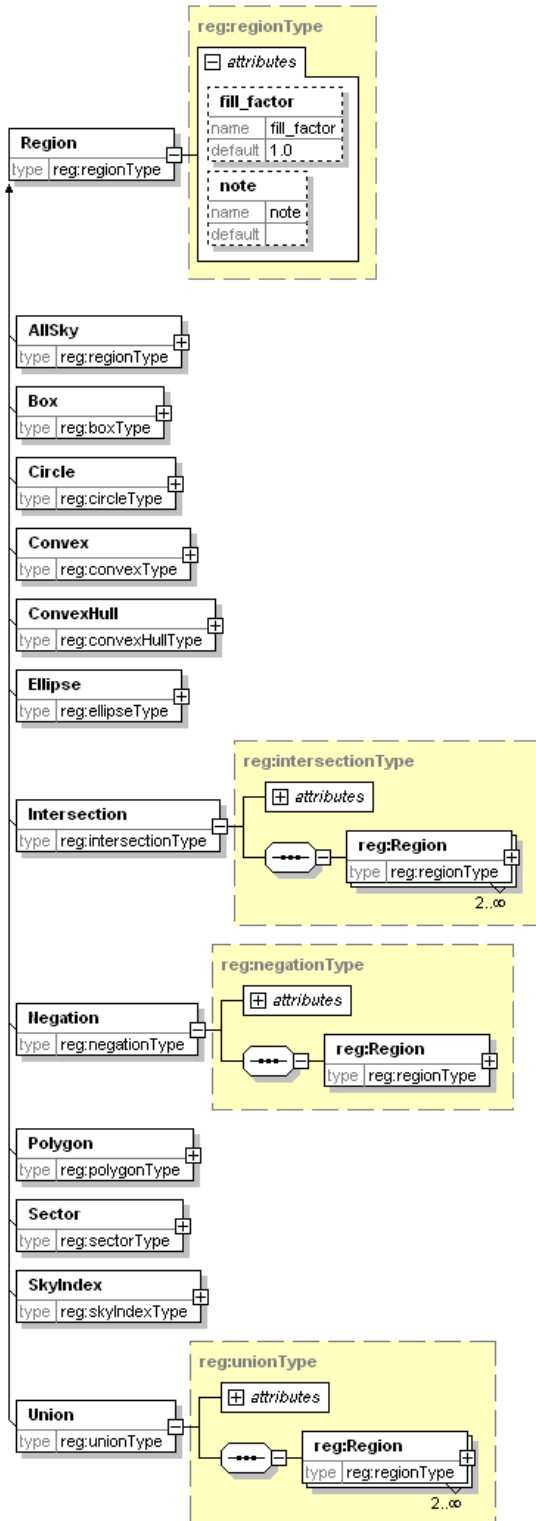 reg:regionType
attributes
fill_factor
name fill_factor
default 1.0
note
name note
default
Region
type reg:regionType
AllSky
type reg:regionType
Box
type reg:boxType
Circle
type reg:circleType
Convex
type reg:convexType
ConvexHull
type reg:convexHullType
Ellipse
type reg:ellipseType
reg:intersectionType
attributes
Intersection
type reg:intersectionType
reg:Region
type reg:regionType
2..∞
reg:negationType
attributes
Negation
type reg:negationType
reg:Region
type reg:regionType
Polygon
type reg:polygonType
Sector
type reg:sectorType
SkyIndex
type reg:skyIndexType
reg:unionType
attributes
Union
type reg:unionType
reg:Region
type reg:regionType
2..∞